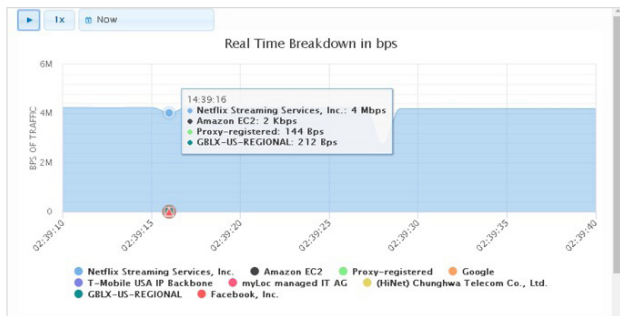 1x
Now
Real Time Breakdown in bps
6M
4M
2M
0
BPS OF TRAFFIC
14:39:16
Netflix Streaming Services, Inc.: 4 Mbps
Amazon EC2: 2 Kbps
Proxy-registered: 144 Bps
GBLX-US-REGIONAL: 212 Bps
02:39:10 02:39:15 02:39:20 02:39:25 02:39:30 02:39:35 02:39:40
Netflix Streaming Services, Inc. Amazon EC2 Proxy-registered Google
T-Mobile USA IP Backbone myLoc managed IT AG (HiNet) Chunghwa Telecom Co., Ltd.
GBLX-US-REGIONAL Facebook, Inc.